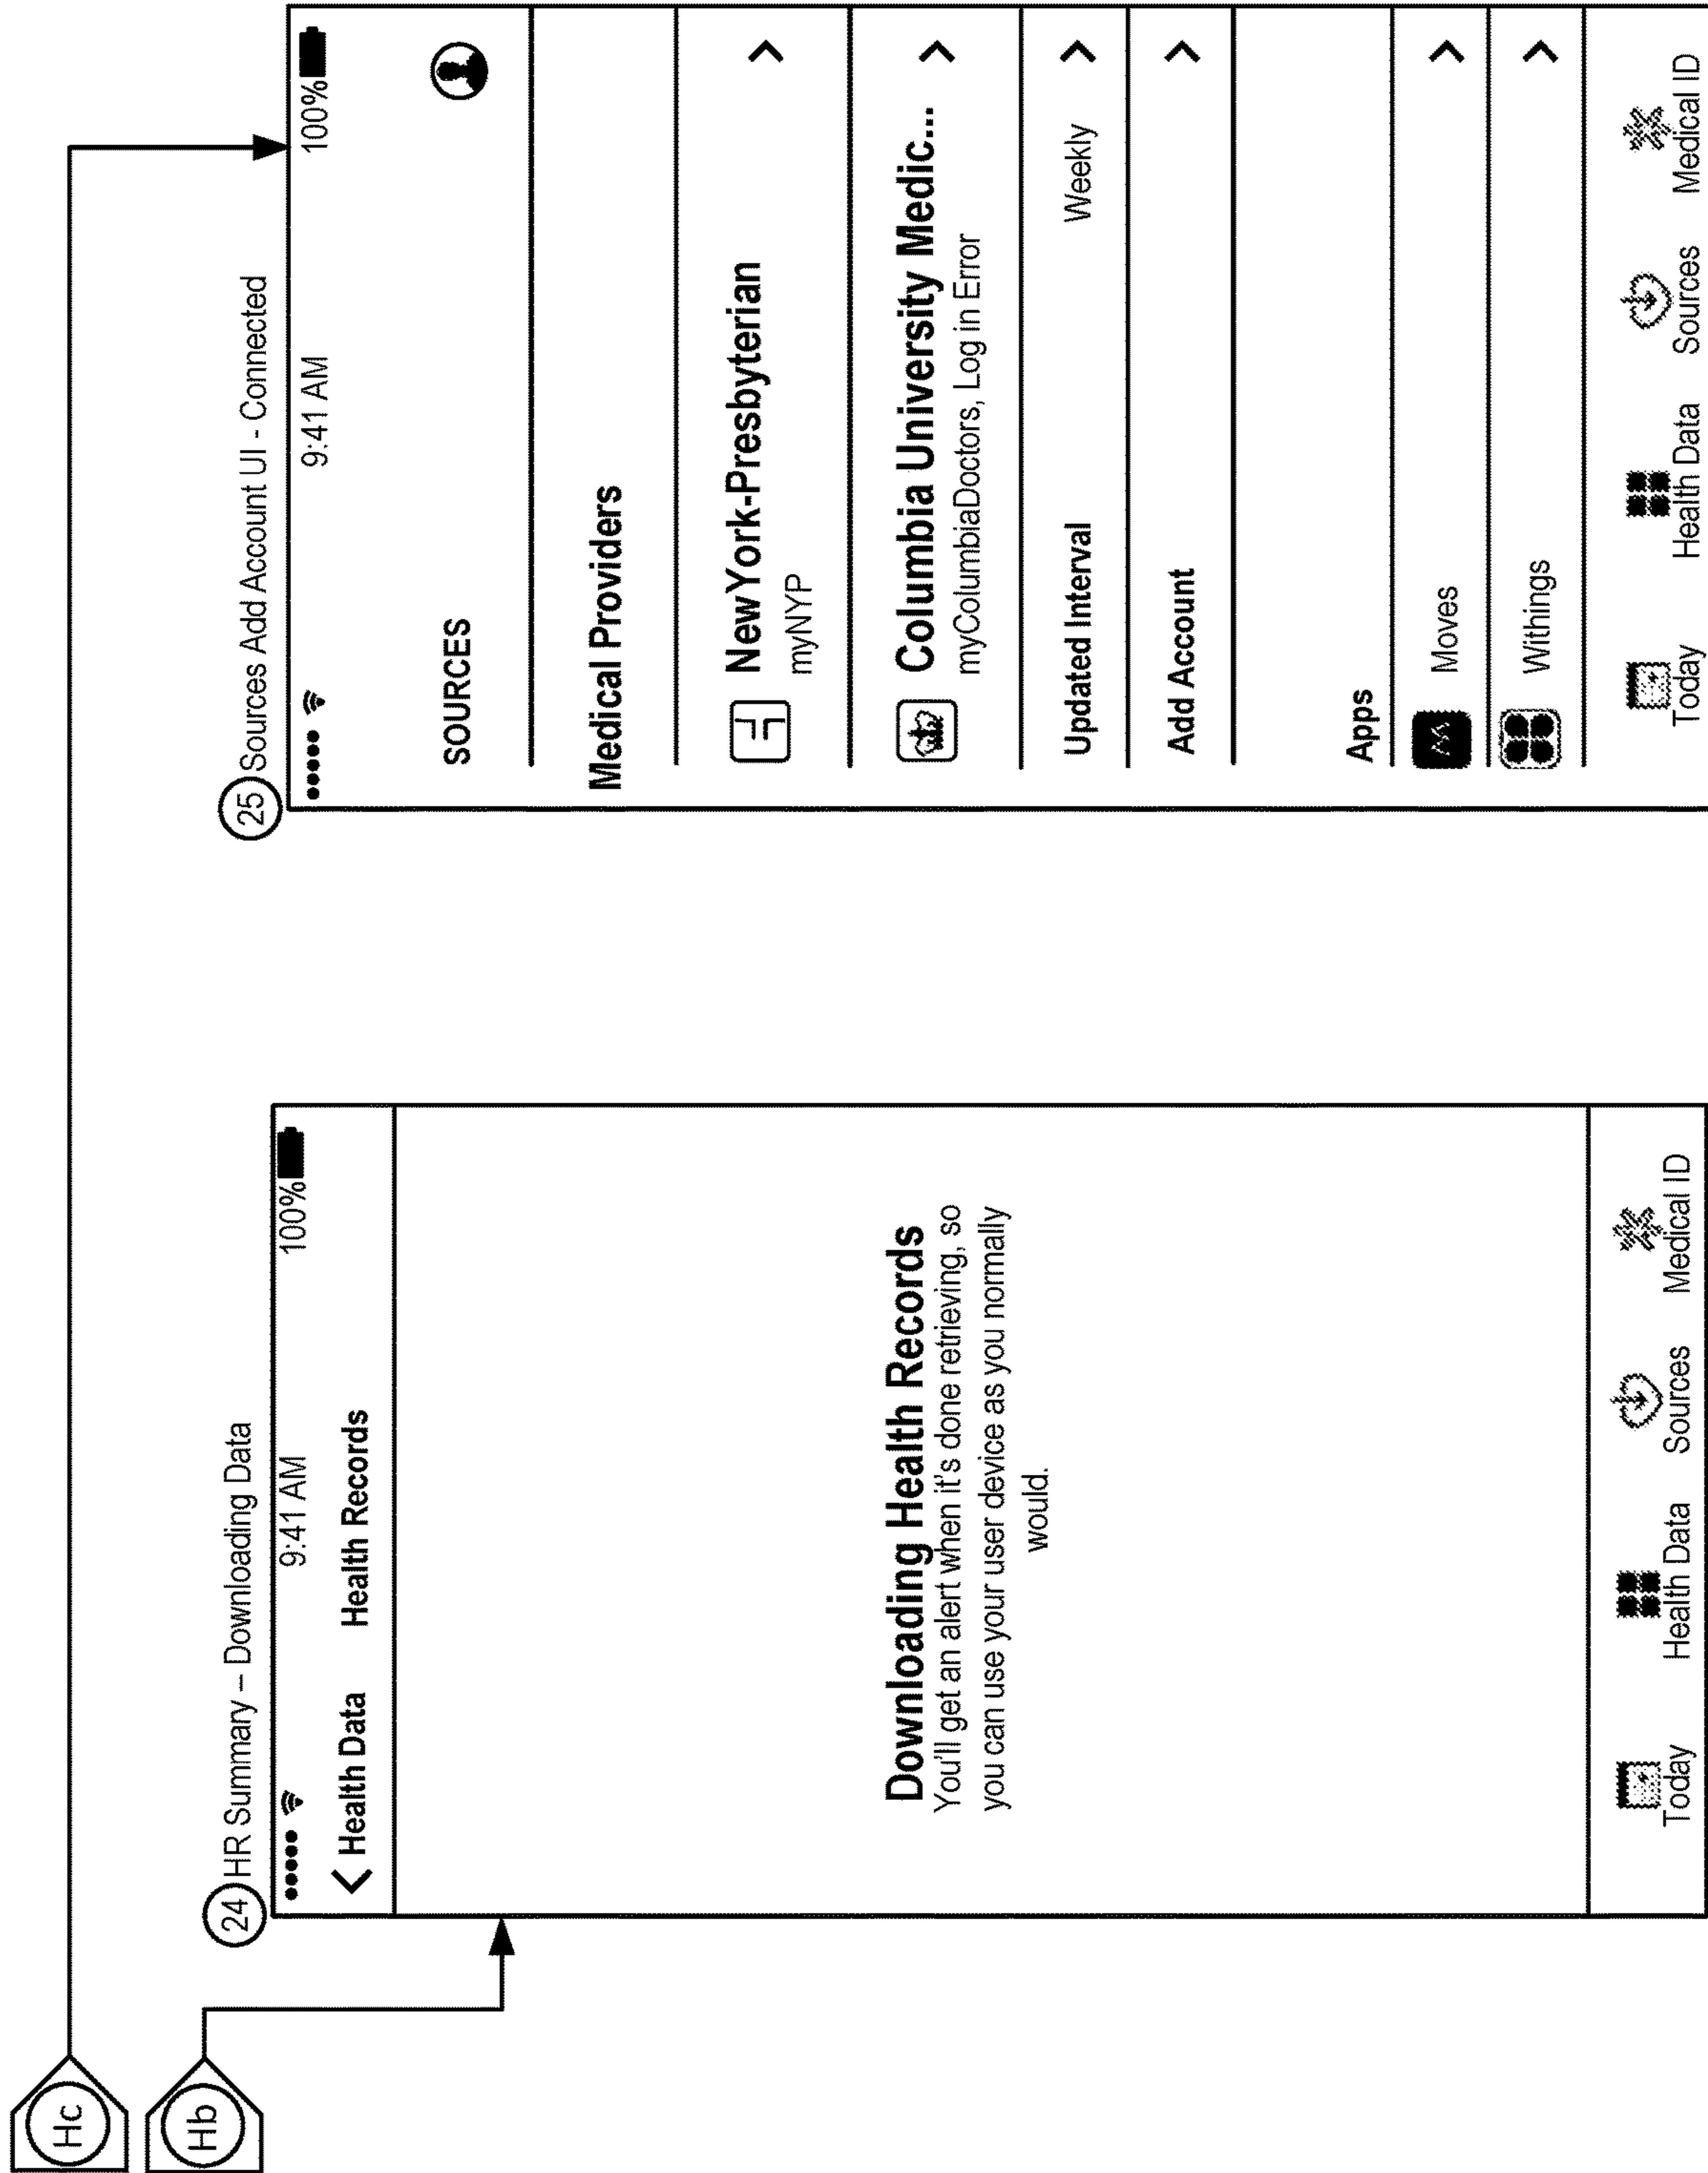 Hc
Hb
24 HR Summary – Downloading Data
9:41 AM 100%
Health Data Health Records
Downloading Health Records
You'll get an alert when it's done retrieving, so
you can use your user device as you normally
would.
Today Health Data Sources Medical ID
25 Sources Add Account UI - Connected
9:41 AM 100%
SOURCES
Medical Providers
NewYork-Presbyterian
myNYP
Columbia University Medic...
myColumbiaDoctors, Log in Error
Updated Interval Weekly
Add Account
Apps
Moves
Withings
Today Health Data Sources Medical ID